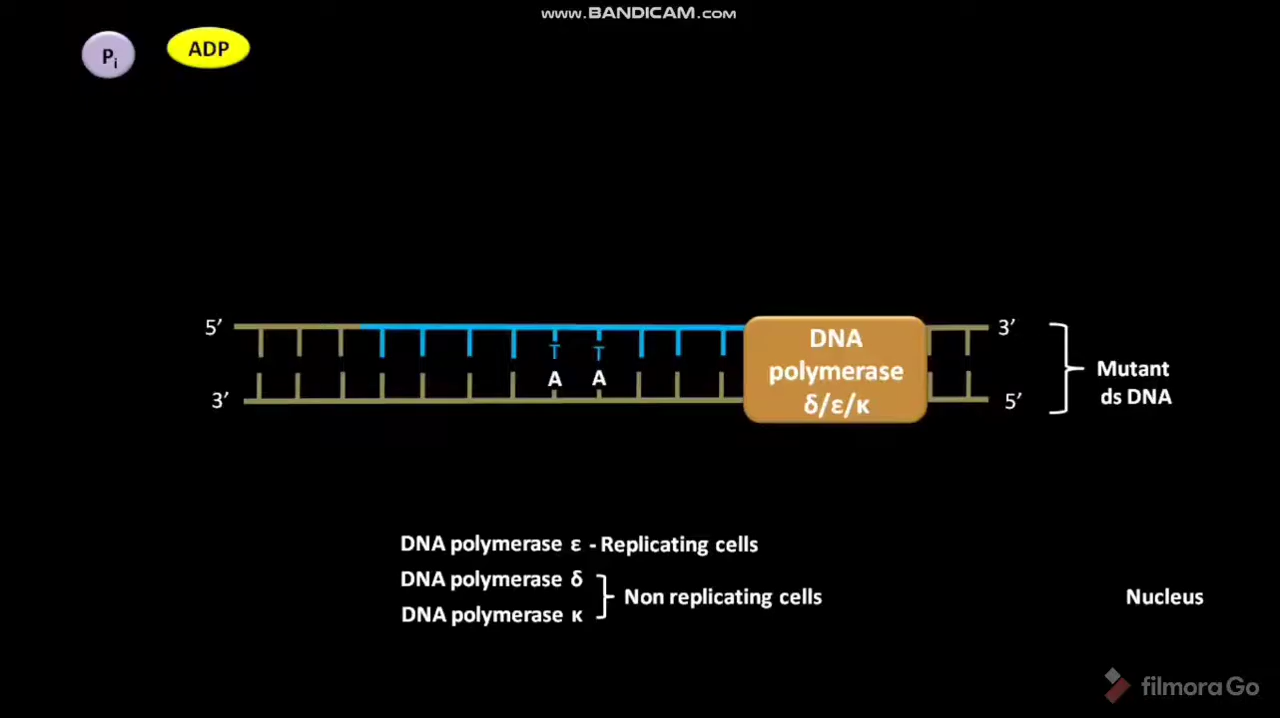 www.BANDICAM.com
Pi
ADP
5′
3′
T
T
A
A
3′
5′
DNA
polymerase
δ/ε/κ
Mutant
ds DNA
DNA polymerase ε - Replicating cells
DNA polymerase δ
DNA polymerase κ
Non replicating cells
Nucleus
filmoraGo